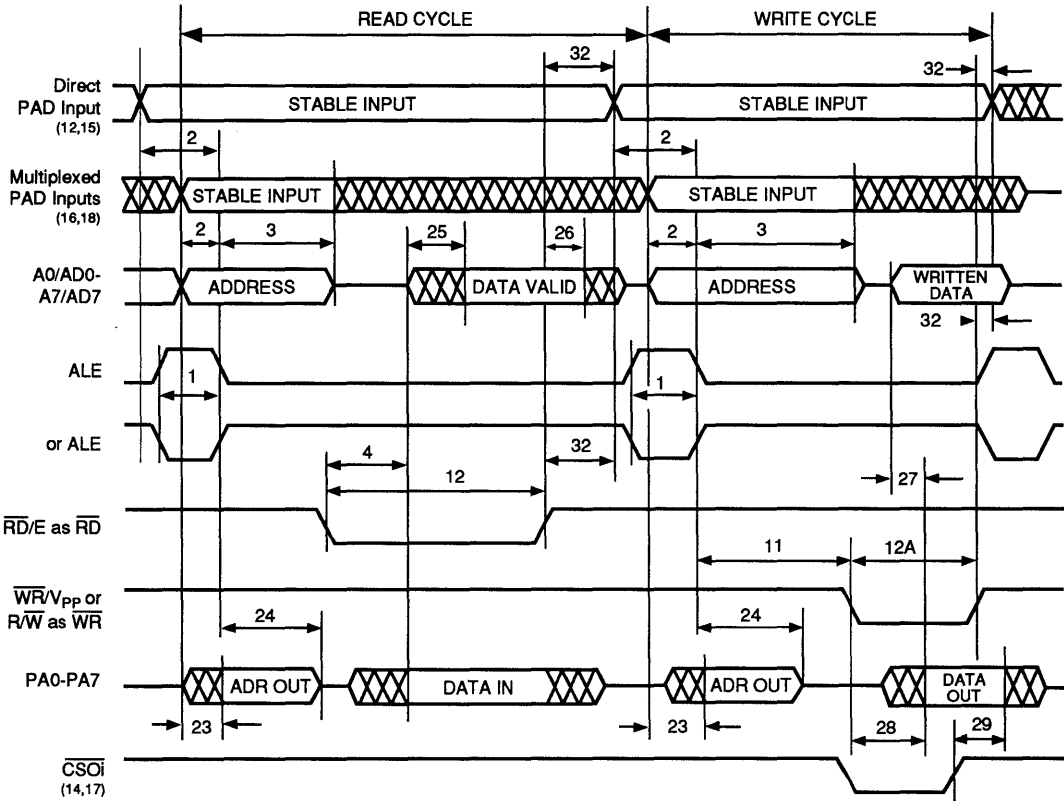 READ CYCLE
WRITE CYCLE
32
32
Direct
PAD Input
(12,15)
STABLE INPUT
STABLE INPUT
2
2
Multiplexed
PAD Inputs
(16,18)
STABLE INPUT
STABLE INPUT
2
3
25
26
2
3
A0/AD0-
A7/AD7
ADDRESS
DATA VALID
ADDRESS
WRITTEN
DATA
32
ALE
1
1
or ALE
4
32
12
27
RD/E as RD
11
12A
WR/VPP or
R/W as WR
24
24
PA0-PA7
ADR OUT
DATA IN
ADR OUT
DATA
OUT
23
23
28
29
CSOi
(14,17)